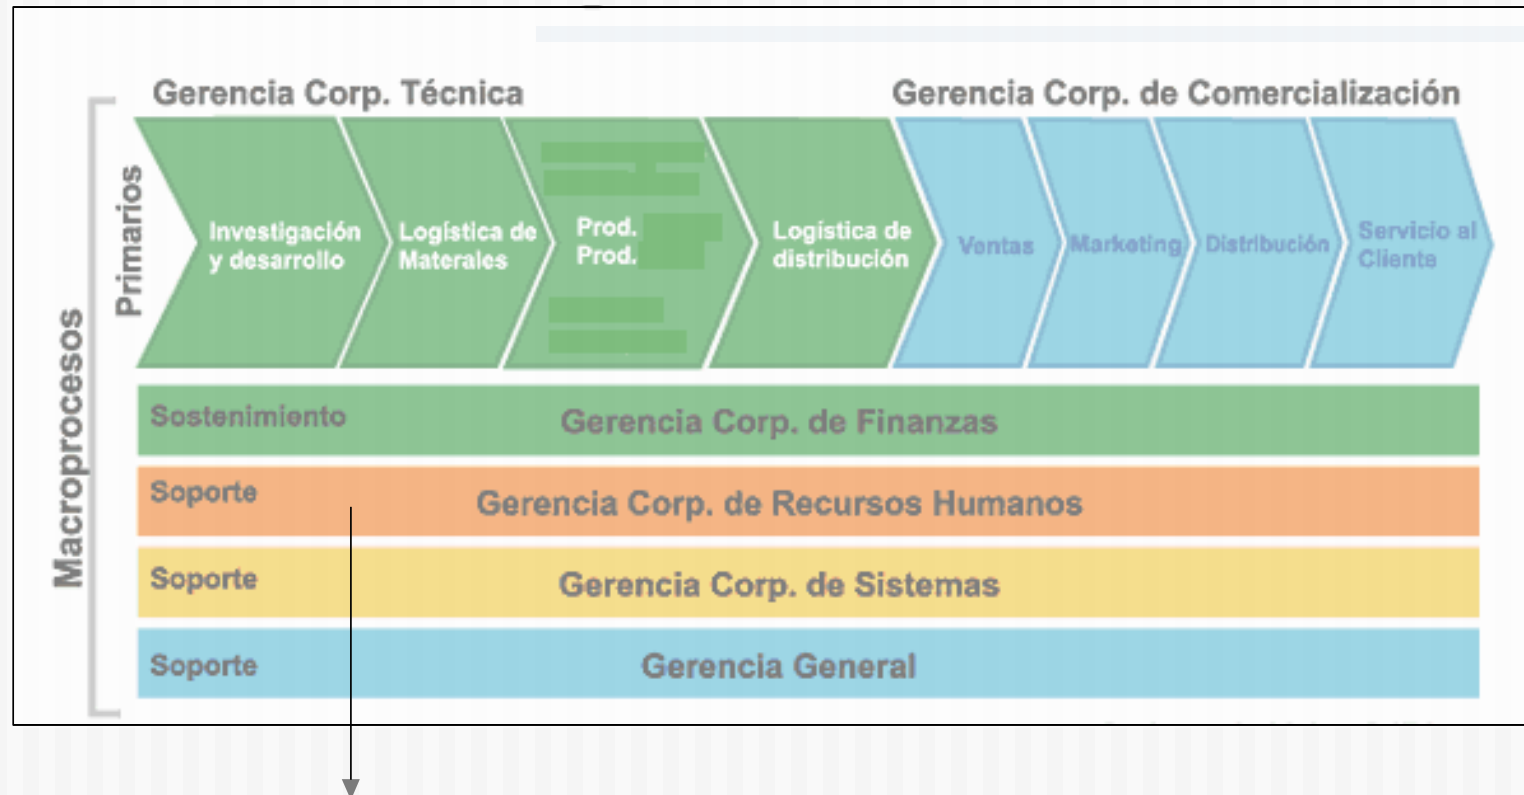 Gerencia Corp. Técnica
Gerencia Corp. de Comercialización
Macroprocesos
Primarios
Investigación
y desarrollo
Logística de
Materales
Prod.
Prod.
Logística de
distribución
Ventas
Marketing
Distribución
Servicio al
Cliente
Sostenimiento
Gerencia Corp. de Finanzas
Soporte
Gerencia Corp. de Recursos Humanos
Soporte
Gerencia Corp. de Sistemas
Soporte
Gerencia General